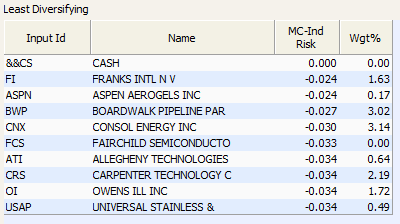 Least Diversifying
Input Id Name MC-Ind Risk Wgt%
&&CS CASH 0.000 0.00
FI FRANKS INTL N V -0.024 1.63
ASPN ASPEN AEROGELS INC -0.024 0.17
BWP BOARDWALK PIPELINE PAR -0.027 3.02
CNX CONSOL ENERGY INC -0.030 3.14
FCS FAIRCHILD SEMICONDUCTO -0.033 0.00
ATI ALLEGHENY TECHNOLOGIES -0.034 0.64
CRS CARPENTER TECHNOLOGY C -0.034 2.19
OI OWENS ILL INC -0.034 1.72
USAP UNIVERSAL STAINLESS & -0.034 0.49